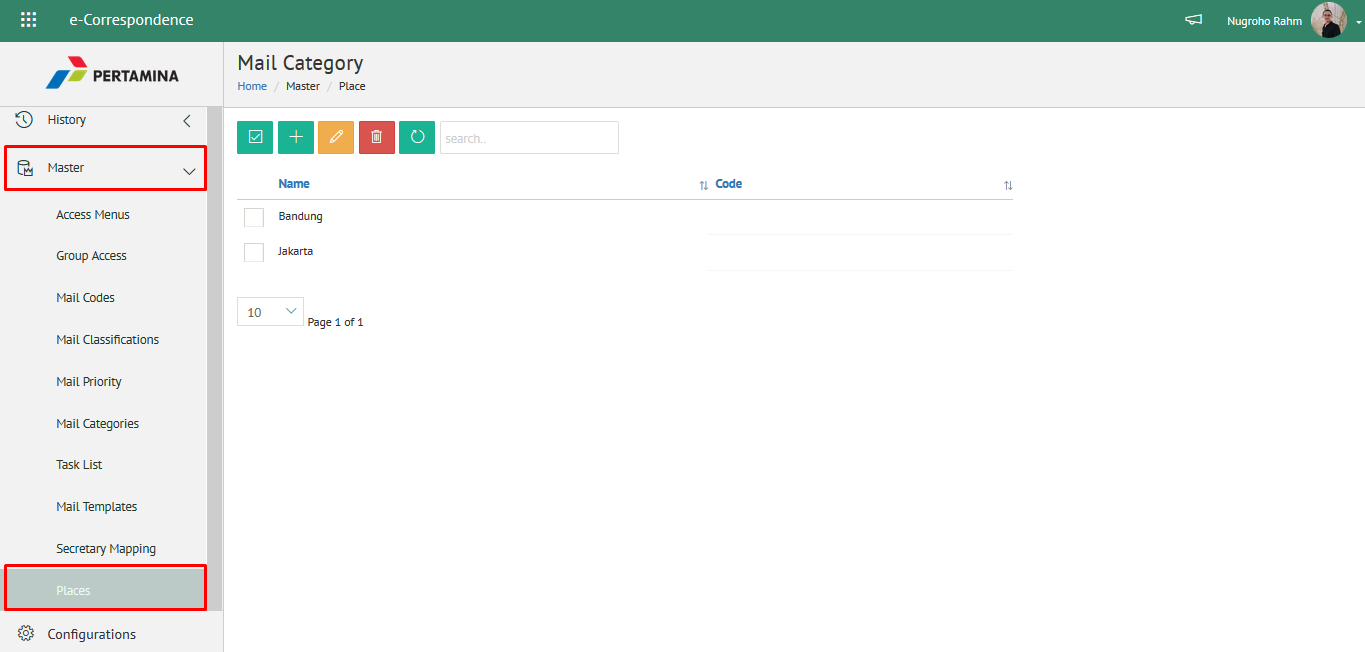 e-Correspondence
Nugroho Rahm
PERTAMINA
Mail Category
Home / Master / Place
History
Master
Access Menus
Group Access
Mail Codes
Mail Classifications
Mail Priority
Mail Categories
Task List
Mail Templates
Secretary Mapping
Places
Configurations
search..
Name Code
Bandung
Jakarta
10
Page 1 of 1